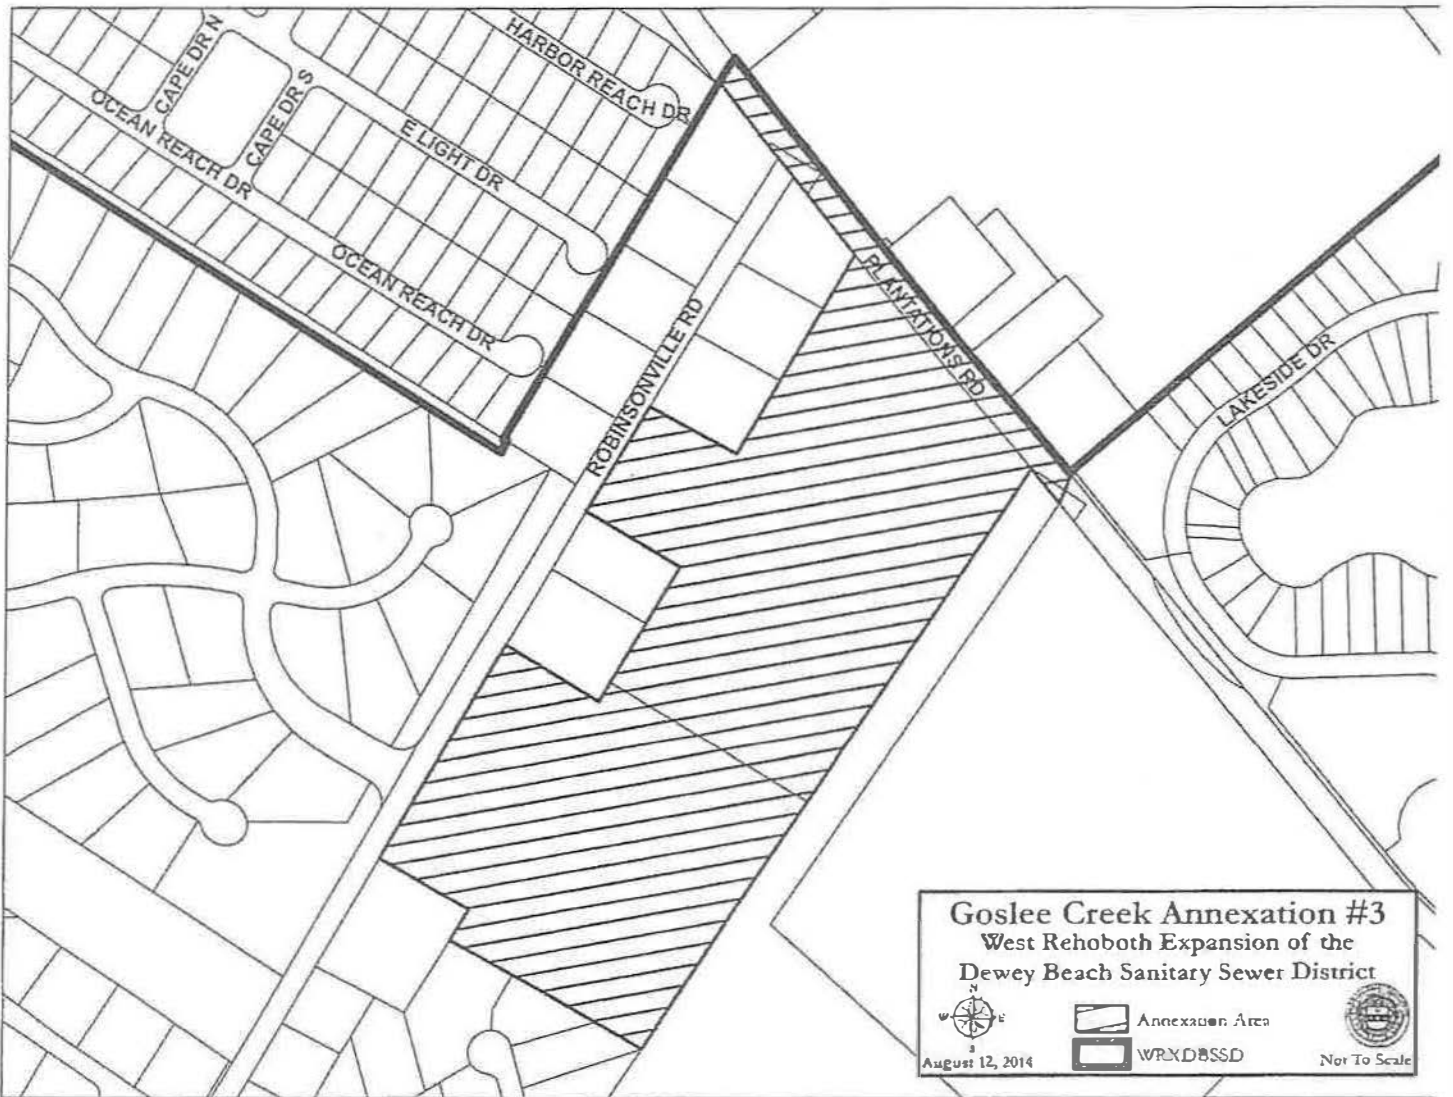 HARBOR REACH DR
CAPE DR N
OCEAN REACH DR
CAPE DR S
E LIGHT DR
OCEAN REACH DR
ROBINSONVILLE RD
PLANTATIONS RD
LAKESIDE DR
Goslee Creek Annexation #3
West Rehoboth Expansion of the
Dewey Beach Sanitary Sewer District
N
W E
S
Annexation Area
WRXDBSSD
August 12, 2014
Not To Scale